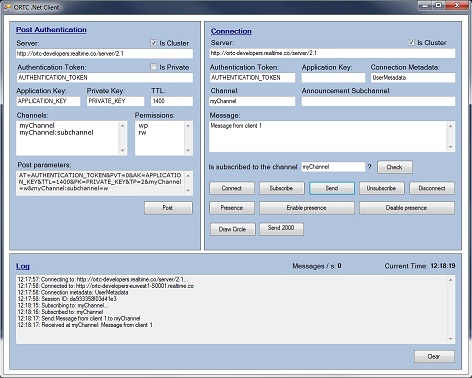 ORTC .Net Client
Post Authentication
Server:
Is Cluster
http://ortc-developers.realtime.co/server/2.1
Authentication Token:
Is Private
AUTHENTICATION_TOKEN
Application Key:
Private Key:
TTL:
APPLICATION_KEY
PRIVATE_KEY
1400
Channels:
Permissions:
myChannel
myChannel:subchannel
wp
rw
Post parameters:
AT=AUTHENTICATION_TOKEN&PVT=0&AK=APPLICATIO
N_KEY&TTL=1400&PK=PRIVATE_KEY&TP=2&myChannel
=w&myChannel:subchannel=w
Post
Connection
Server:
Is Cluster
http://ortc-developers.realtime.co/server/2.1
Authentication Token:
Application Key:
Connection Metadata:
AUTHENTICATION_TOKEN
UserMetadata
Channel:
Announcement Subchannel:
myChannel
Message:
Message from client 1
Is subscribed to the channel
myChannel
?
Check
Connect
Subscribe
Send
Unsubscribe
Disconnect
Presence
Enable presence
Disable presence
Draw Circle
Send 2000
Log
Messages / s: 0
Current Time: 12:18:19
12:17:57: Connecting to: http://ortc-developers.realtime.co/server/2.1...
12:17:58: Connected to: http://ortc-developers-euwest1-S0001.realtime.co
12:17:58: Connection metadata: UserMetadata
12:17:58: Session ID: da933358f03d41e3
12:18:15: Subscribing to: myChannel...
12:18:16: Subscribed to: myChannel
12:18:17: Send:Message from client 1 to myChannel
12:18:17: Received at myChannel: Message from client 1
Clear